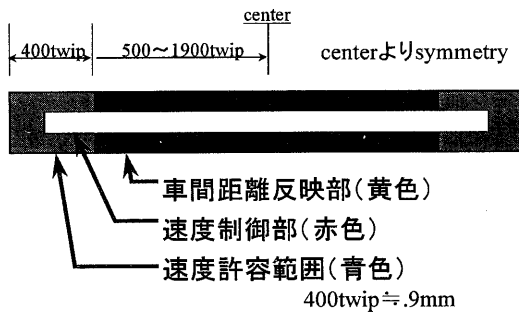 center
400twip 500～1900twip centerよりsymmetry
車間距離反映部(黄色)
速度制御部(赤色)
速度許容範囲(青色)
400twip≒.9mm